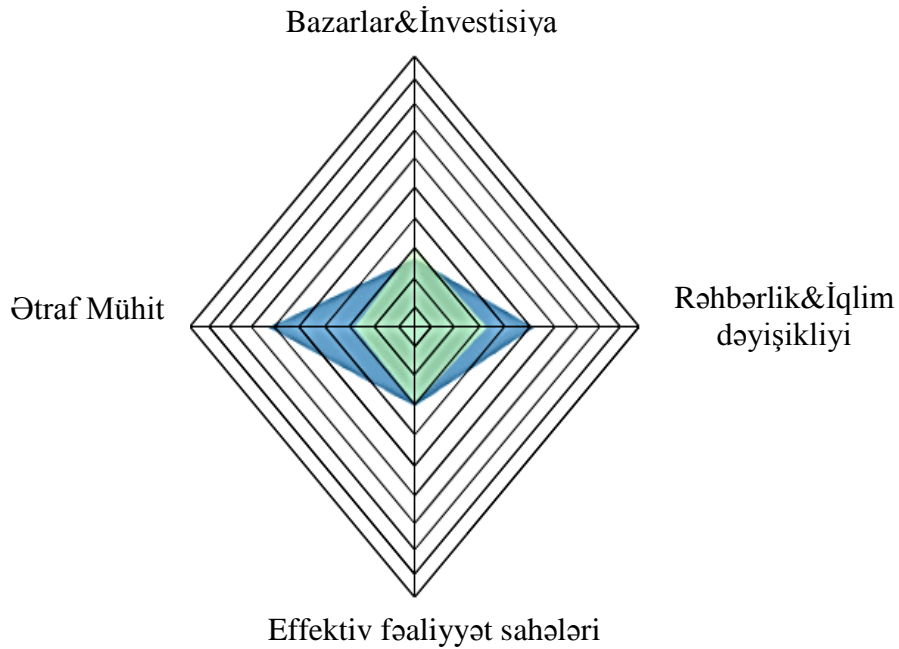 Bazarlar&İnvestisiya
Ətraf Mühit
Rəhbərlik&İqlim
dəyişikliyi
Effektiv fəaliyyət sahələri